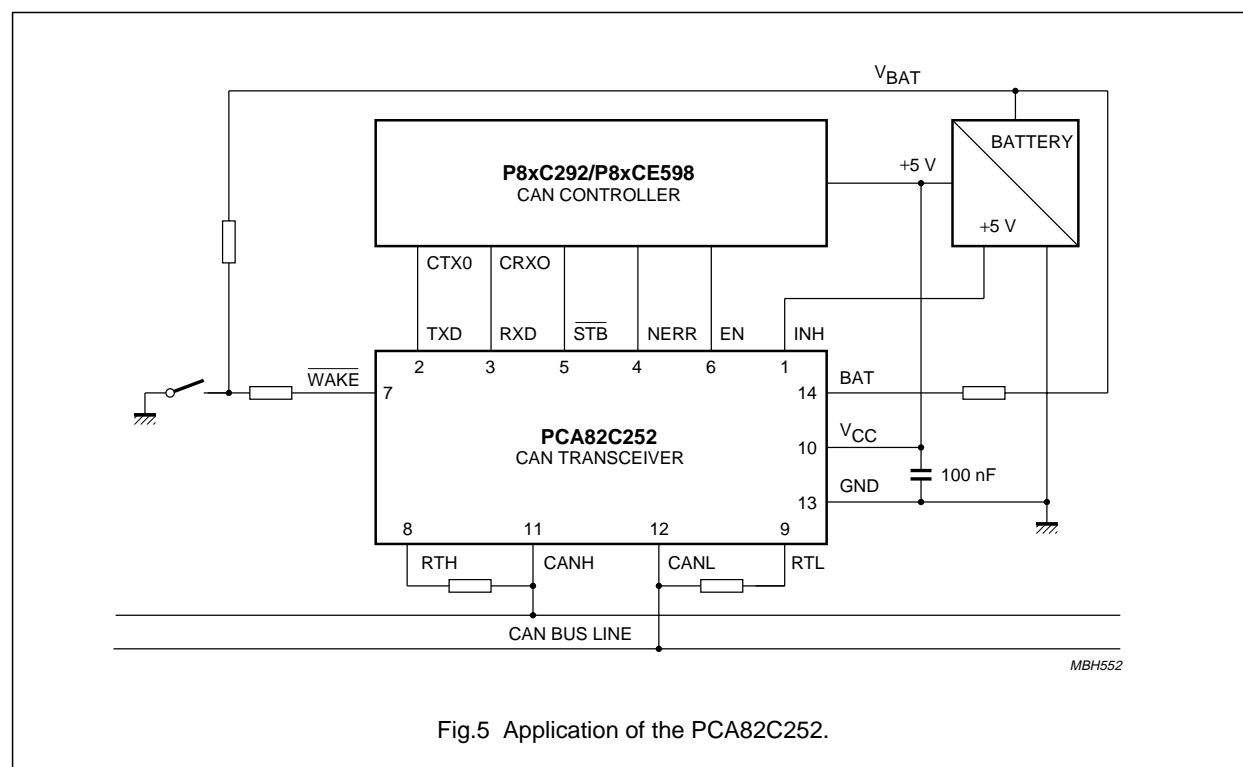 VBAT
BATTERY
+5 V
+5 V
P8xC292/P8xCE598
CAN CONTROLLER
CTX0 CRXO
TXD RXD S̅T̅B̅ NERR EN INH
2 3 5 4 6 1
W̅A̅K̅E̅
7
BAT
14
PCA82C252
CAN TRANSCEIVER
VCC
10
100 nF
GND
13
8 11 12 9
RTH CANH CANL RTL
CAN BUS LINE
MBH552
Fig.5 Application of the PCA82C252.